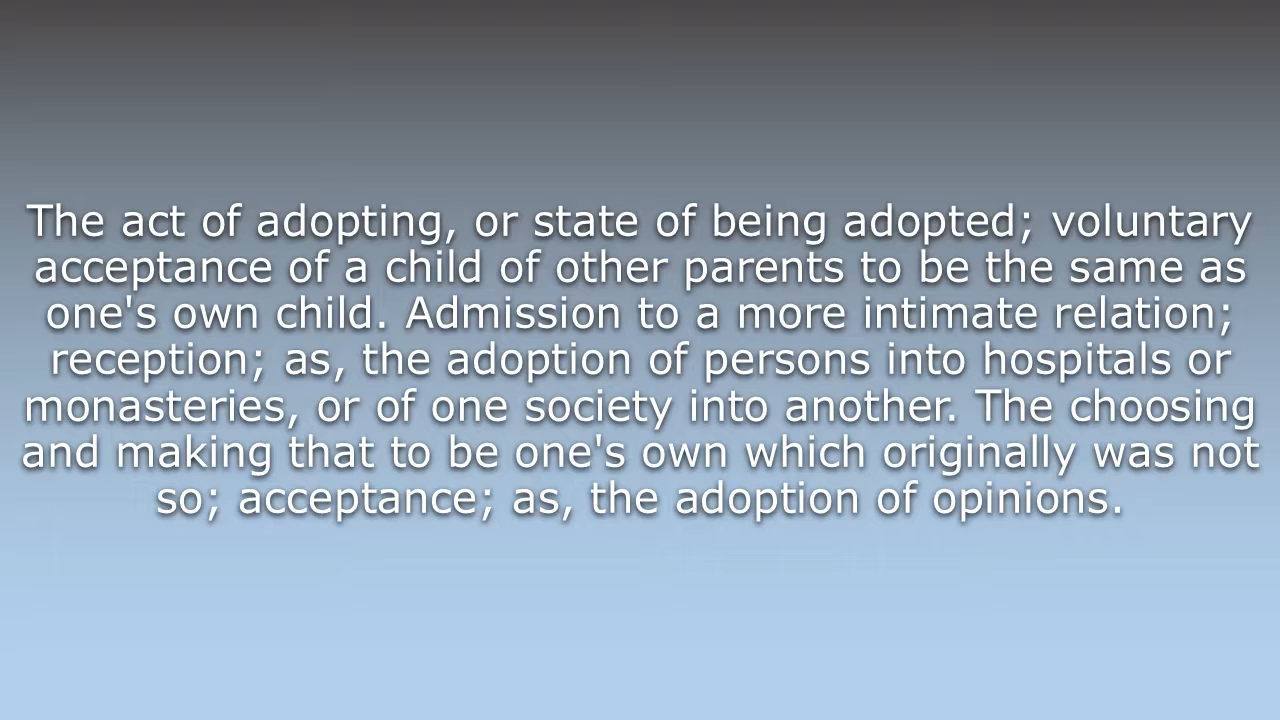 The act of adopting, or state of being adopted; voluntary
acceptance of a child of other parents to be the same as
one's own child. Admission to a more intimate relation;
reception; as, the adoption of persons into hospitals or
monasteries, or of one society into another. The choosing
and making that to be one's own which originally was not
so; acceptance; as, the adoption of opinions.